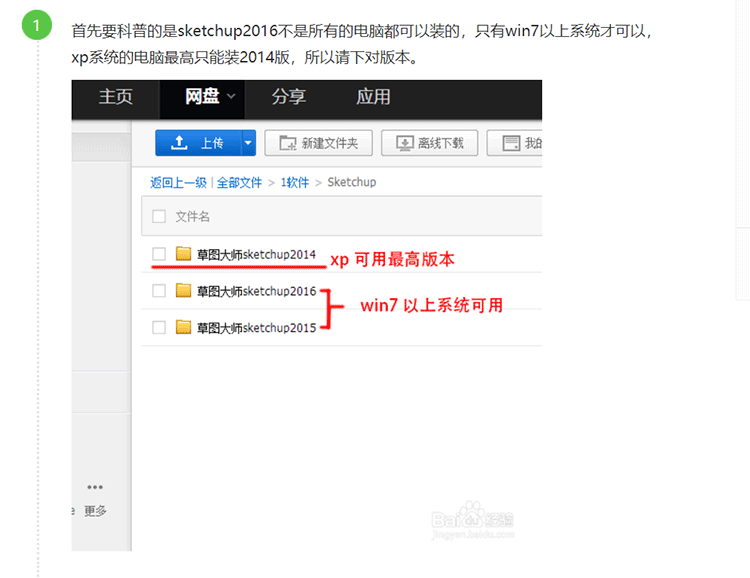 1
首先要科普的是sketchup2016不是所有的电脑都可以装的，只有win7以上系统才可以，
xp系统的电脑最高只能装2014版，所以请下对版本。
主页 网盘 分享 应用
上传 新建文件夹 离线下载 我的
返回上一级 | 全部文件 > 1软件 > Sketchup
文件名
草图大师sketchup2014 xp 可用最高版本
草图大师sketchup2016
win7 以上系统可用
草图大师sketchup2015
e 更多
Baidu经验
jingyan.baidu.com